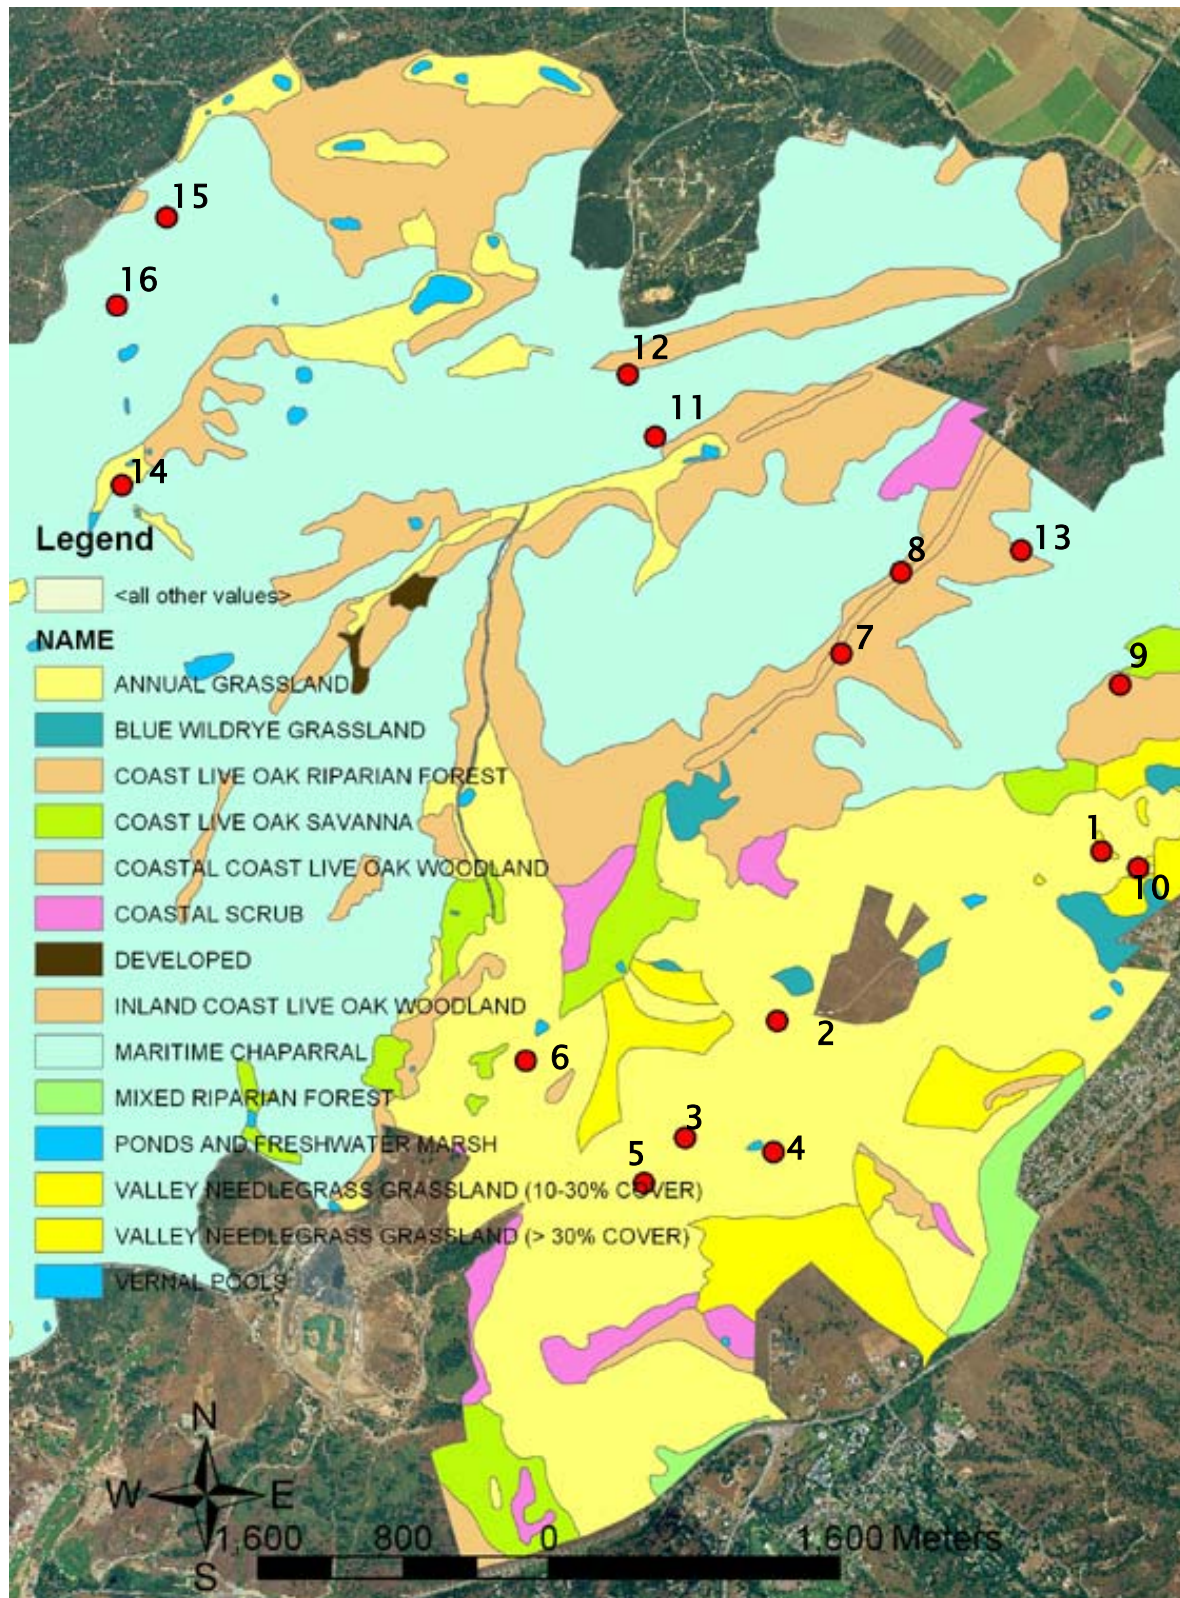 15
16
12
11
14
Legend
13
8
<all other values>
NAME
7
9
ANNUAL GRASSLAND
BLUE WILDRYE GRASSLAND
COAST LIVE OAK RIPARIAN FOREST
COAST LIVE OAK SAVANNA
1
COASTAL COAST LIVE OAK WOODLAND
10
COASTAL SCRUB
DEVELOPED
INLAND COAST LIVE OAK WOODLAND
2
MARITIME CHAPARRAL
6
MIXED RIPARIAN FOREST
3
PONDS AND FRESHWATER MARSH
4
5
VALLEY NEEDLEGRASS GRASSLAND (10-30% COVER)
VALLEY NEEDLEGRASS GRASSLAND (> 30% COVER)
VERNAL POOLS
N
W E
S
1,600 800 0 1,600 Meters